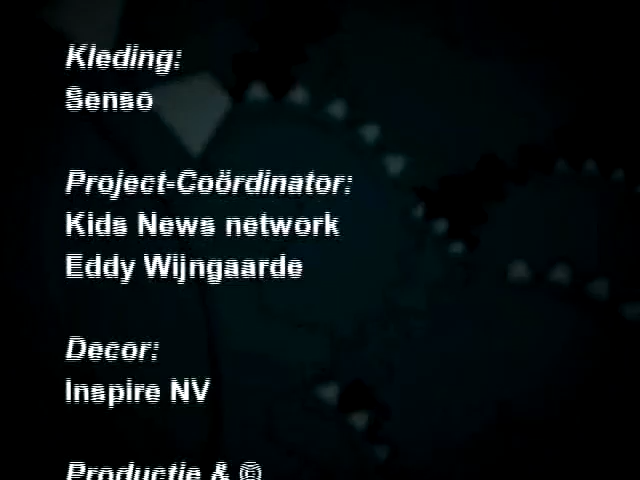 Kleding:
Senso
Project-Coördinator:
Kids News network
Eddy Wijngaarde
Decor:
Inspire NV
Productie & ©